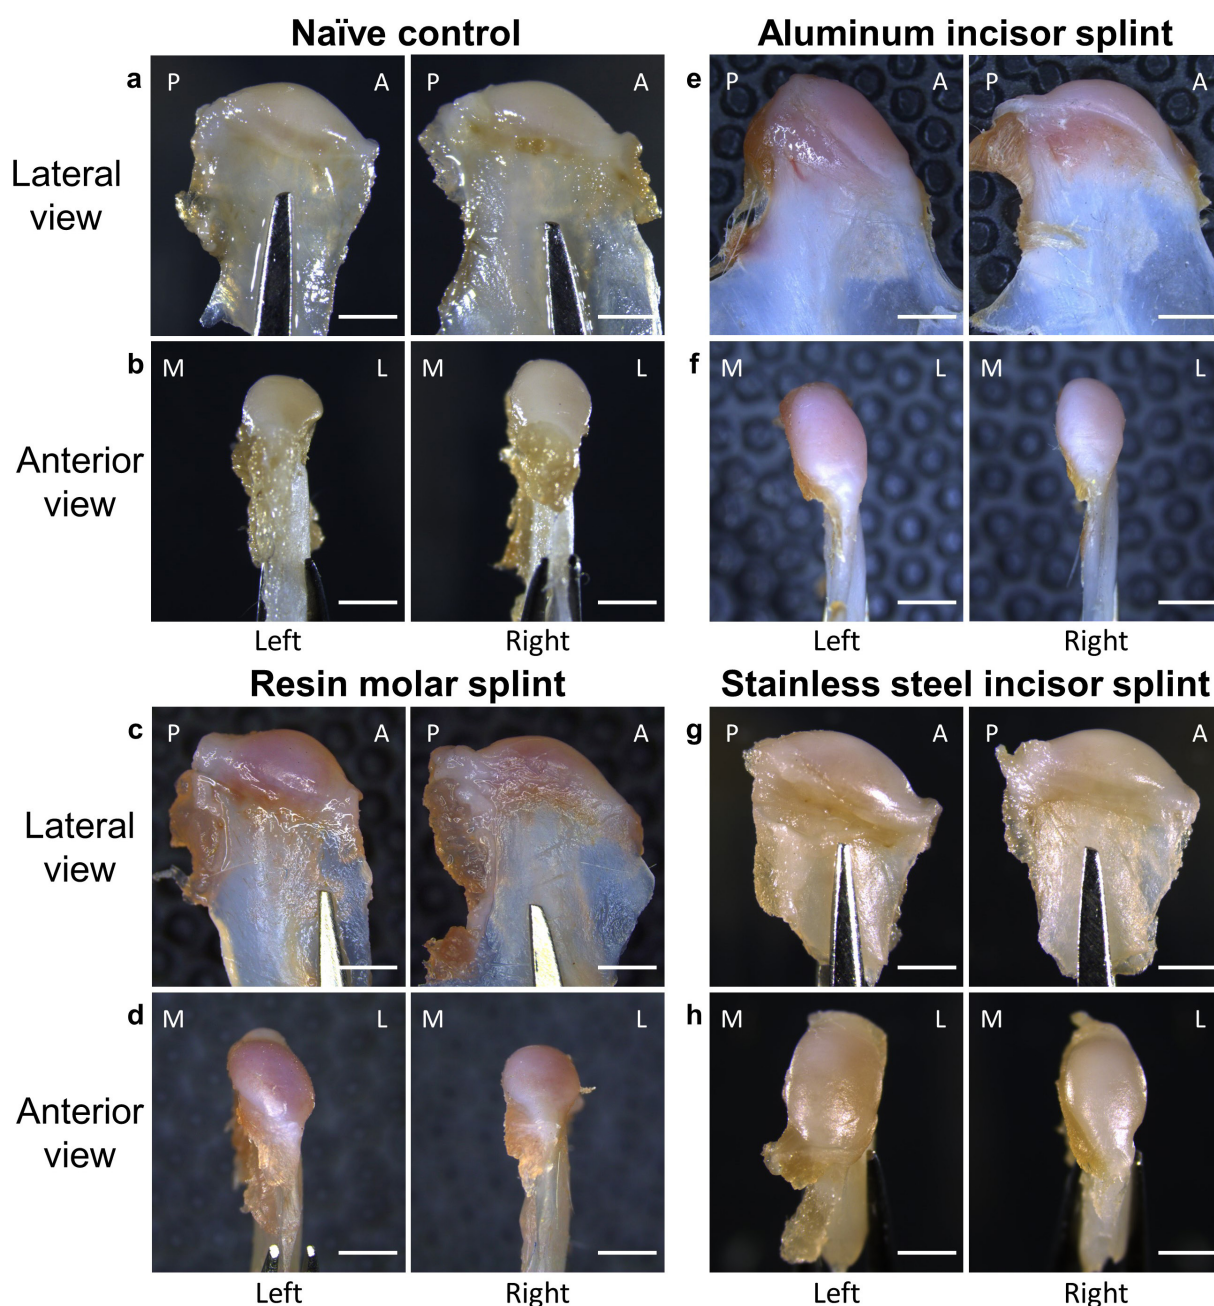 Naïve control
Aluminum incisor splint
a
P
A
P
A
e
P
A
P
A
Lateral
view
b
M
L
M
L
f
M
L
M
L
Anterior
view
Left
Right
Left
Right
Resin molar splint
Stainless steel incisor splint
c
P
A
P
A
g
P
A
P
A
Lateral
view
d
M
L
M
L
h
M
L
M
L
Anterior
view
Left
Right
Left
Right